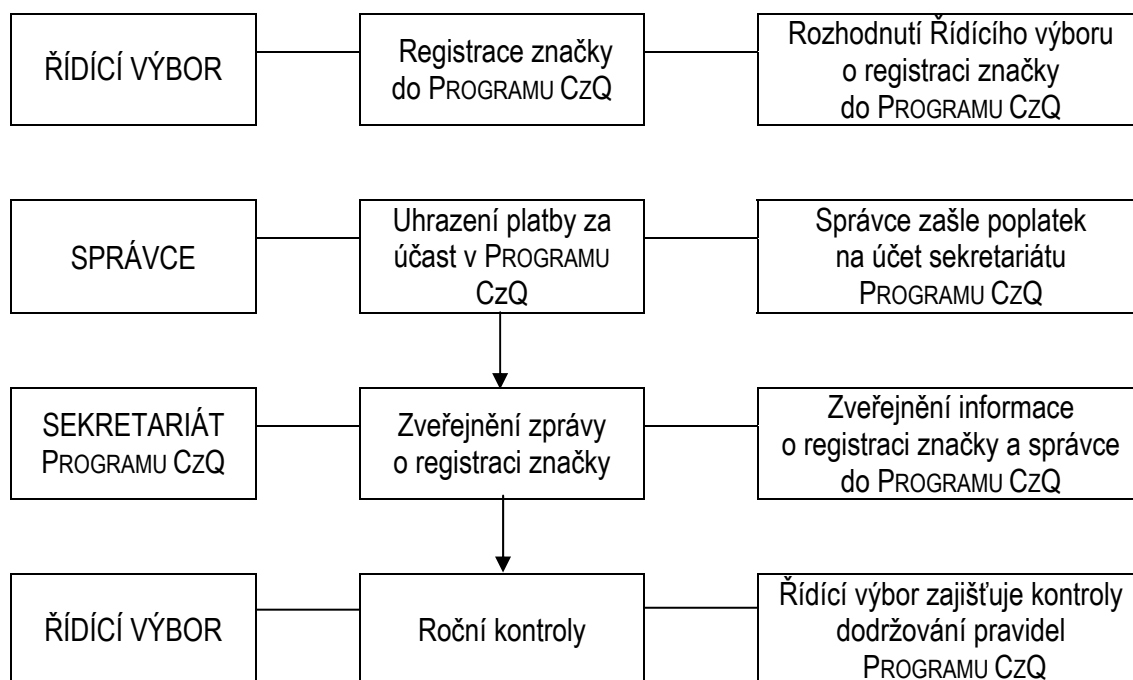 ŘÍDÍCÍ VÝBOR
Registrace značky
do PROGRAMU CZQ
Rozhodnutí Řídícího výboru
o registraci značky
do PROGRAMU CZQ
SPRÁVCE
Uhrazení platby za
účast v PROGRAMU
CZQ
Správce zašle poplatek
na účet sekretariátu
PROGRAMU CZQ
SEKRETARIÁT
PROGRAMU CZQ
Zveřejnění zprávy
o registraci značky
Zveřejnění informace
o registraci značky a správce
do PROGRAMU CZQ
ŘÍDÍCÍ VÝBOR
Roční kontroly
Řídící výbor zajišťuje kontroly
dodržování pravidel
PROGRAMU CZQ